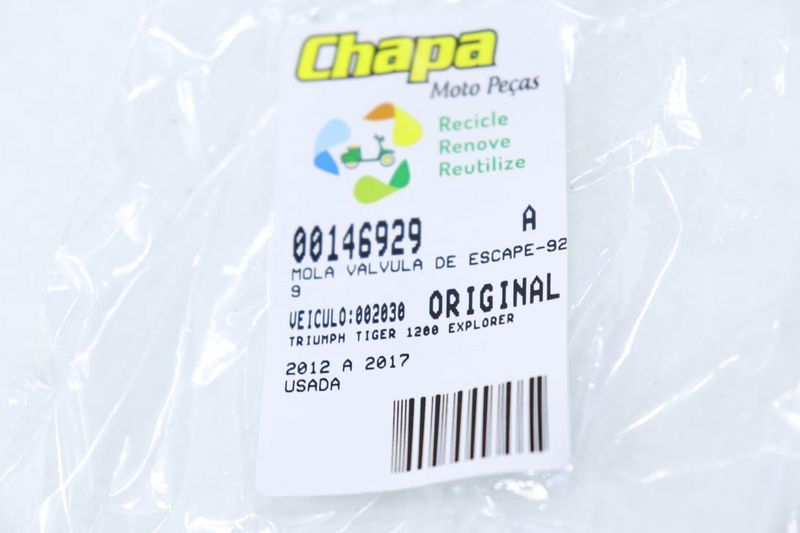 Chapa
Moto Peças
Recicle
Renove
Reutilize
00146929 A
MOLA VALVULA DE ESCAPE-92
9
VEICULO:002030 ORIGINAL
TRIUMPH TIGER 1200 EXPLORER
2012 A 2017
USADA